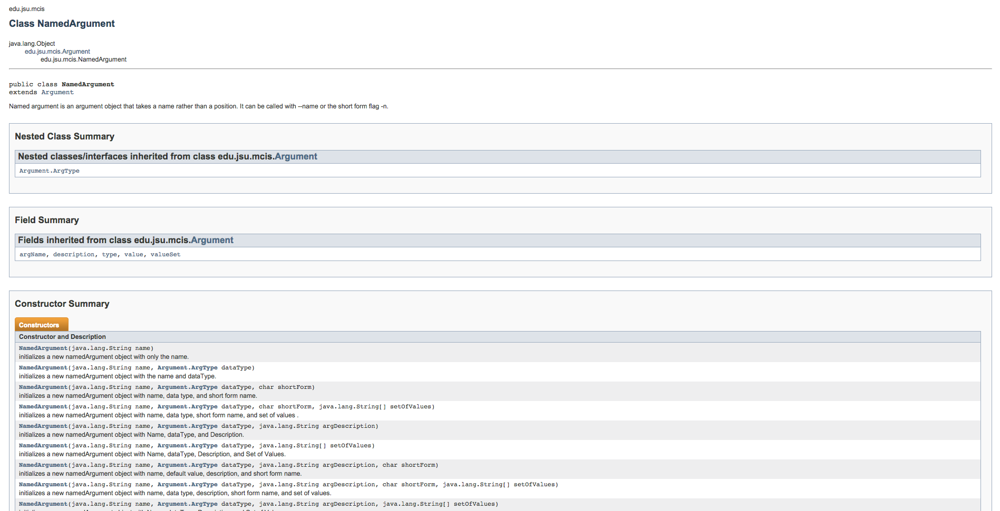 edu.jsu.mcis
Class NamedArgument
java.lang.Object
edu.jsu.mcis.Argument
edu.jsu.mcis.NamedArgument
public class NamedArgument
extends Argument
Named argument is an argument object that takes a name rather than a position. It can be called with --name or the short form flag -n.
Nested Class Summary
Nested classes/interfaces inherited from class edu.jsu.mcis.Argument
Argument.ArgType
Field Summary
Fields inherited from class edu.jsu.mcis.Argument
argName, description, type, value, valueSet
Constructor Summary
Constructors
Constructor and Description
NamedArgument(java.lang.String name)
initializes a new namedArgument object with only the name.
NamedArgument(java.lang.String name, Argument.ArgType dataType)
initializes a new namedArgument object with the name and dataType.
NamedArgument(java.lang.String name, Argument.ArgType dataType, char shortForm)
initializes a new namedArgument object with name, data type, and short form name.
NamedArgument(java.lang.String name, Argument.ArgType dataType, char shortForm, java.lang.String[] setOfValues)
initializes a new namedArgument object with name, data type, short form name, and set of values .
NamedArgument(java.lang.String name, Argument.ArgType dataType, java.lang.String argDescription)
initializes a new namedArgument object with Name, dataType, and Description.
NamedArgument(java.lang.String name, Argument.ArgType dataType, java.lang.String[] setOfValues)
initializes a new namedArgument object with Name, dataType, Description, and Set of Values.
NamedArgument(java.lang.String name, Argument.ArgType dataType, java.lang.String argDescription, char shortForm)
initializes a new namedArgument object with name, default value, description, and short form name.
NamedArgument(java.lang.String name, Argument.ArgType dataType, java.lang.String argDescription, char shortForm, java.lang.String[] setOfValues)
initializes a new namedArgument object with name, data type, description, short form name, and set of values.
NamedArgument(java.lang.String name, Argument.ArgType dataType, java.lang.String argDescription, java.lang.String[] setOfValues)